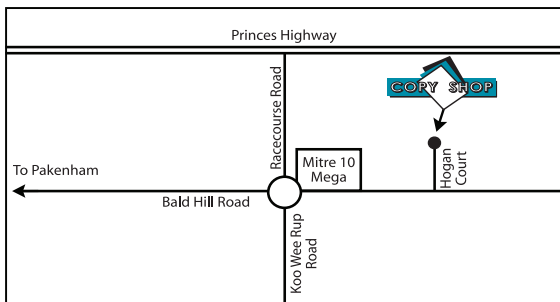 Princes Highway
Racecourse Road
COPY SHOP
Mitre 10
Mega
Hogan
Court
To Pakenham
Bald Hill Road
Koo Wee Rup
Road